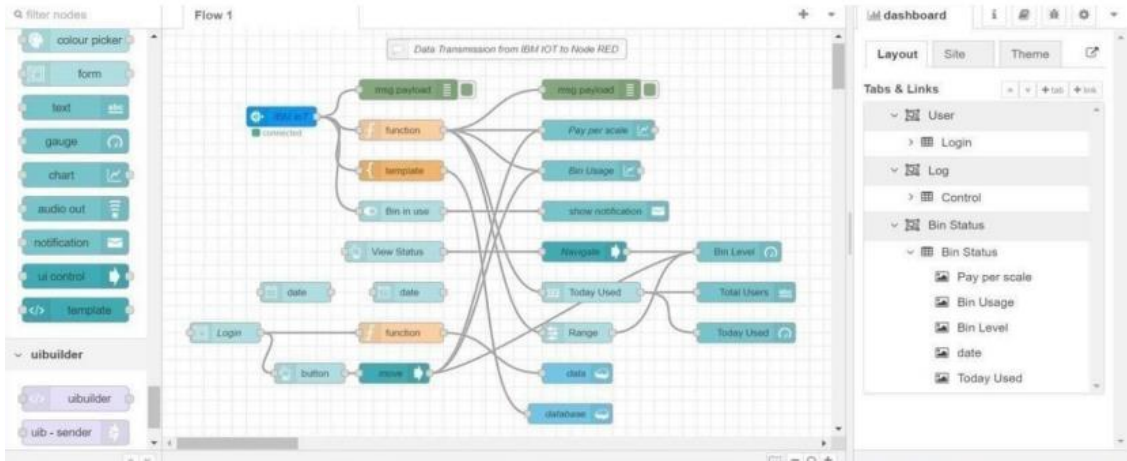 filter nodes
colour picker
form
text
abc
gauge
chart
audio out
notification
ui control
</> template
uibuilder
uibuilder
uib - sender
Flow 1
Data Transmission from IBM IOT to Node RED
msg payload
msg payload
IBM IoT
connected
function
Pay per scale
template
Bin Usage
Bin in use
show notification
View Status
Navigate
Bin Level
date
date
Today Used
Total Users
abc
Login
function
Range
Today Used
button
move
data
database
dashboard
i
Layout
Site
Theme
Tabs & Links
+ tab
+ link
User
Login
Log
Control
Bin Status
Bin Status
Pay per scale
Bin Usage
Bin Level
date
Today Used